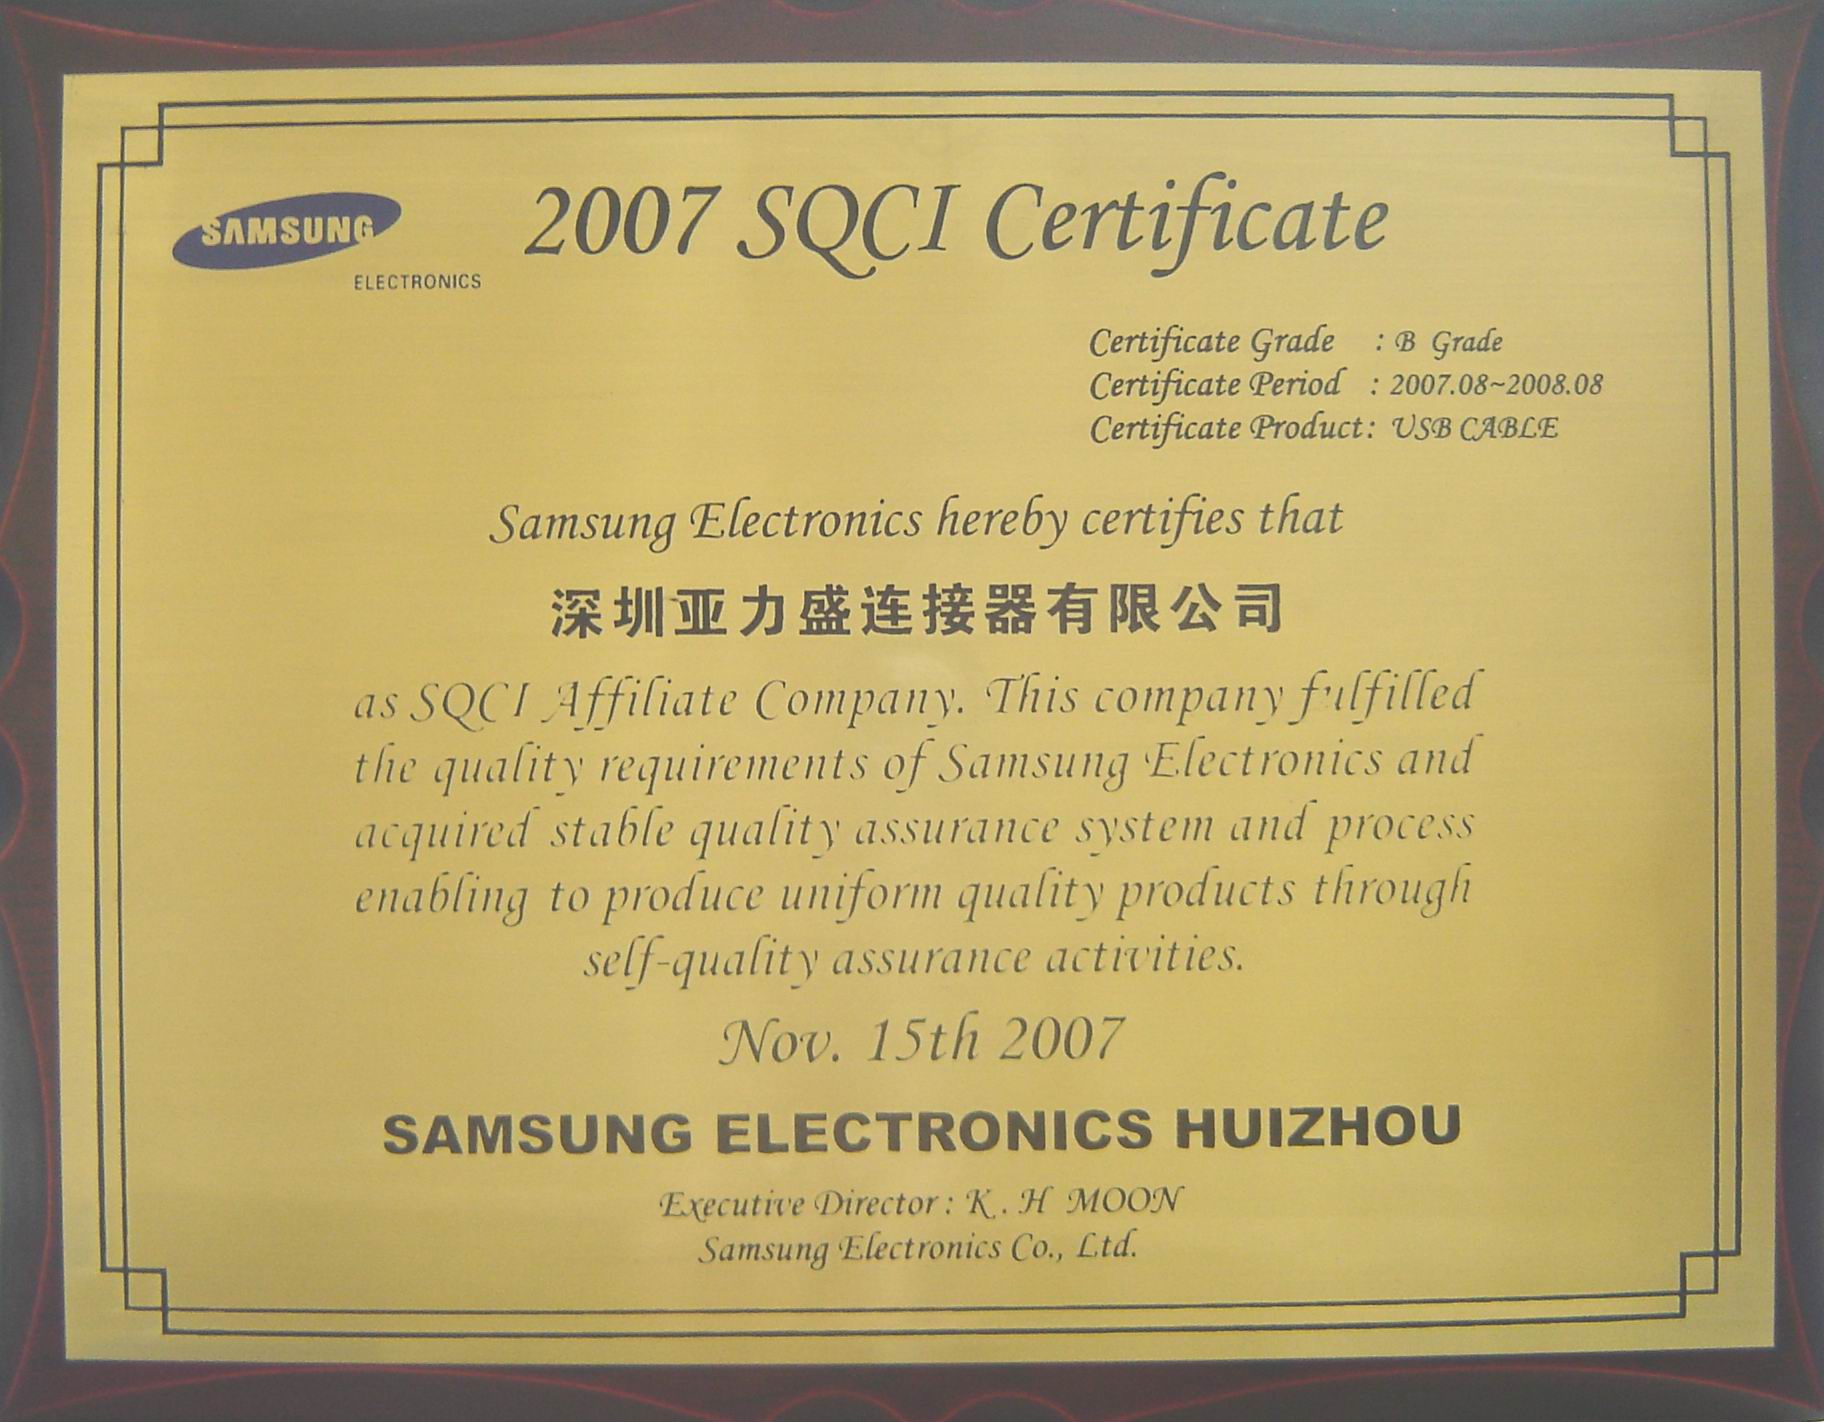 SAMSUNG
ELECTRONICS
2007 SQCI Certificate
Certificate Grade : B Grade
Certificate Period : 2007.08~2008.08
Certificate Product: USB CABLE
Samsung Electronics hereby certifies that
深圳亚力盛连接器有限公司
as SQCI Affiliate Company. This company fulfilled
the quality requirements of Samsung Electronics and
acquired stable quality assurance system and process
enabling to produce uniform quality products through
self-quality assurance activities.
Nov. 15th 2007
SAMSUNG ELECTRONICS HUIZHOU
Executive Director : K . H MOON
Samsung Electronics Co., Ltd.